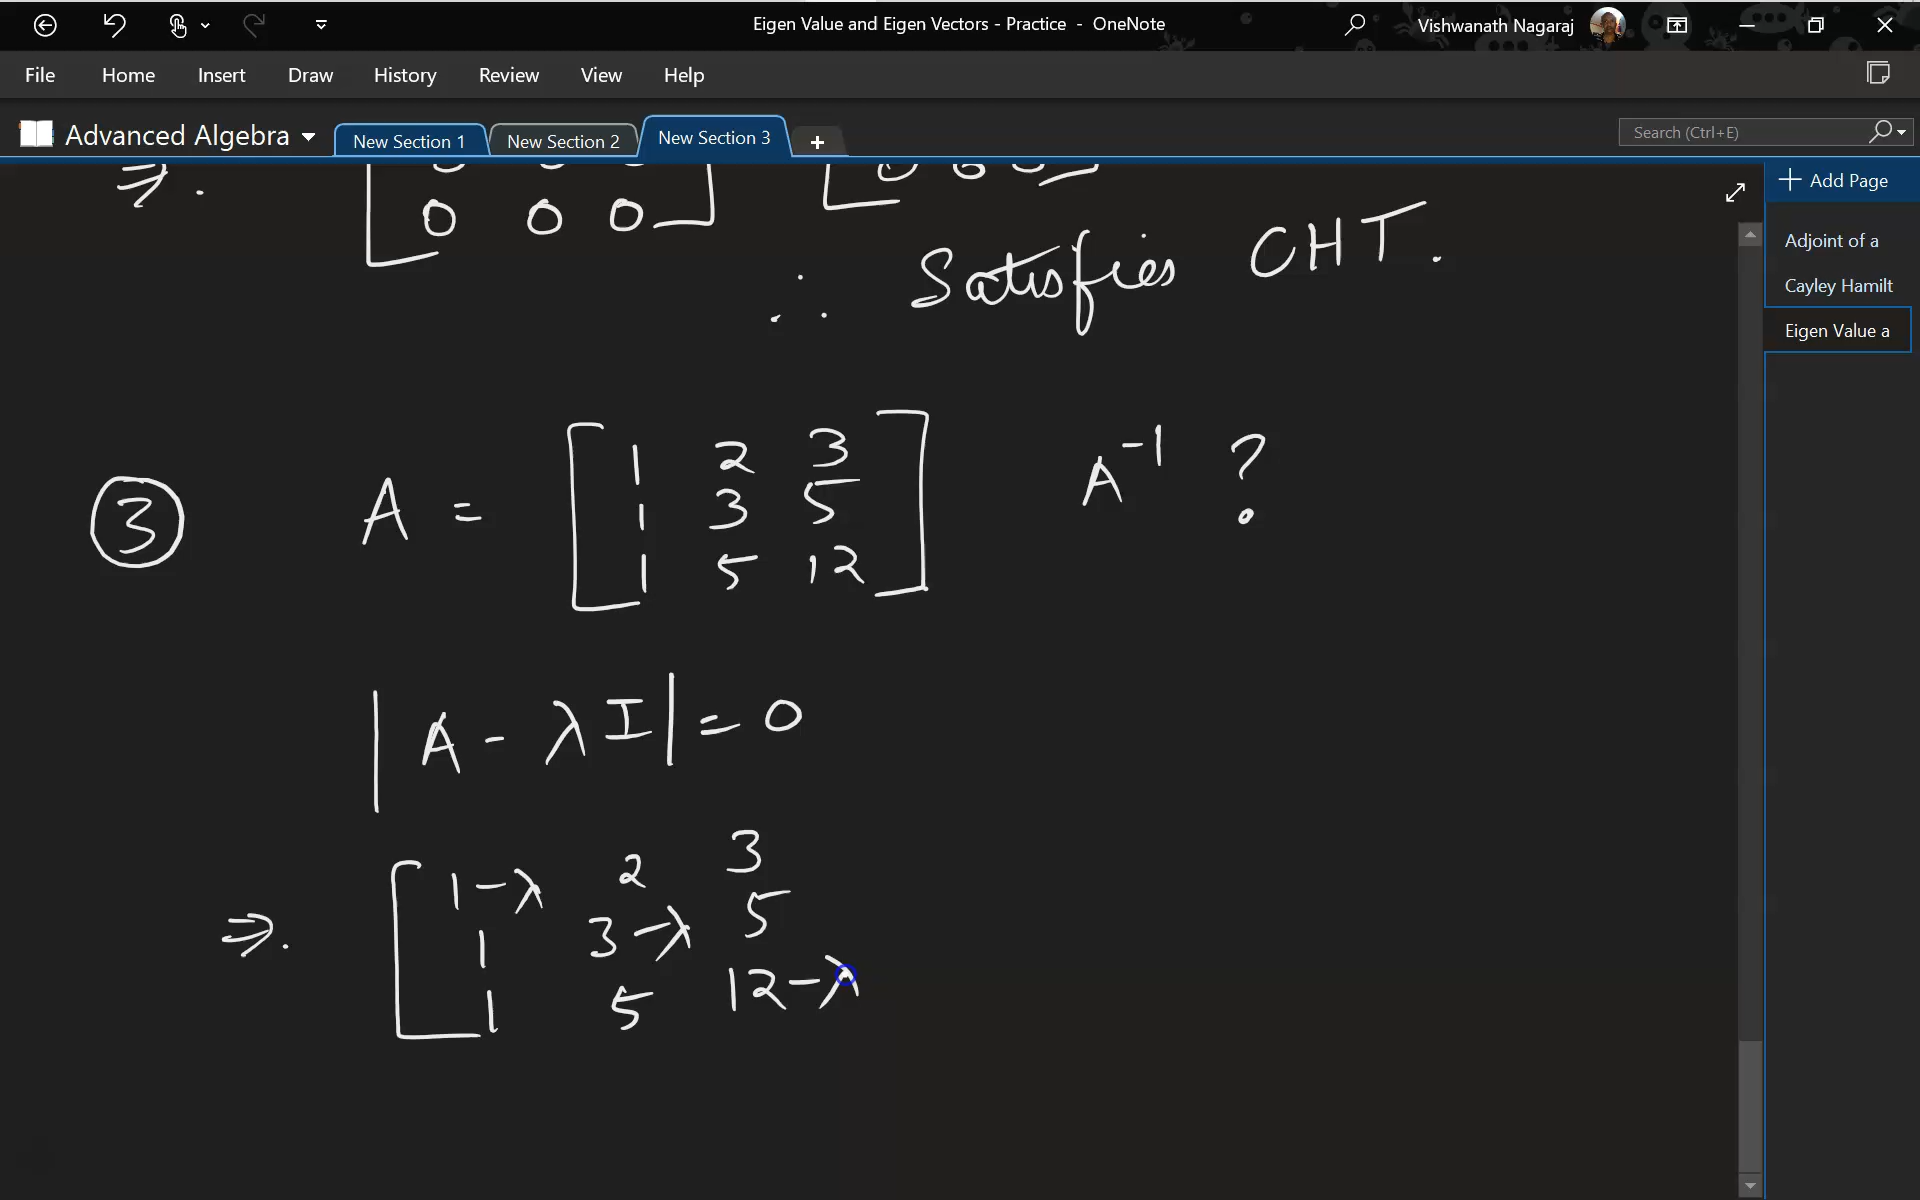 Eigen Value and Eigen Vectors - Practice - OneNote
Vishwanath Nagaraj
File Home Insert Draw History Review View Help
Advanced Algebra New Section 1 New Section 2 New Section 3 +
Search (Ctrl+E)
Add Page
Adjoint of a
Cayley Hamilt
Eigen Value a
⇒.
0 0 0
∴ Satisfies CHT.
③ A = [ 1 2 3
1 3 5
1 5 12 ]
A⁻¹ ?
|A - λI| = 0
⇒. [ 1-λ 2 3
1 3-λ 5
1 5 12-λ